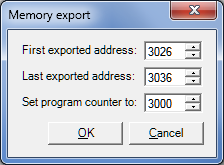 Memory export
First exported address: 3026
Last exported address: 3036
Set program counter to: 3000
OK Cancel